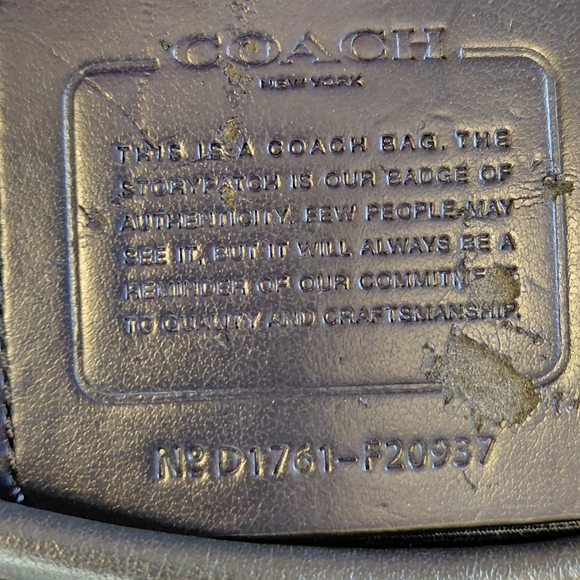 COACH
NEW YORK
THIS IS A COACH BAG. THE
STORYPATCH IS OUR BADGE OF
AUTHENTICITY. FEW PEOPLE MAY
SEE IT, BUT IT WILL ALWAYS BE A
REMINDER OF OUR COMMITMENT
TO QUALITY AND CRAFTSMANSHIP.
Nº D1761-F20937